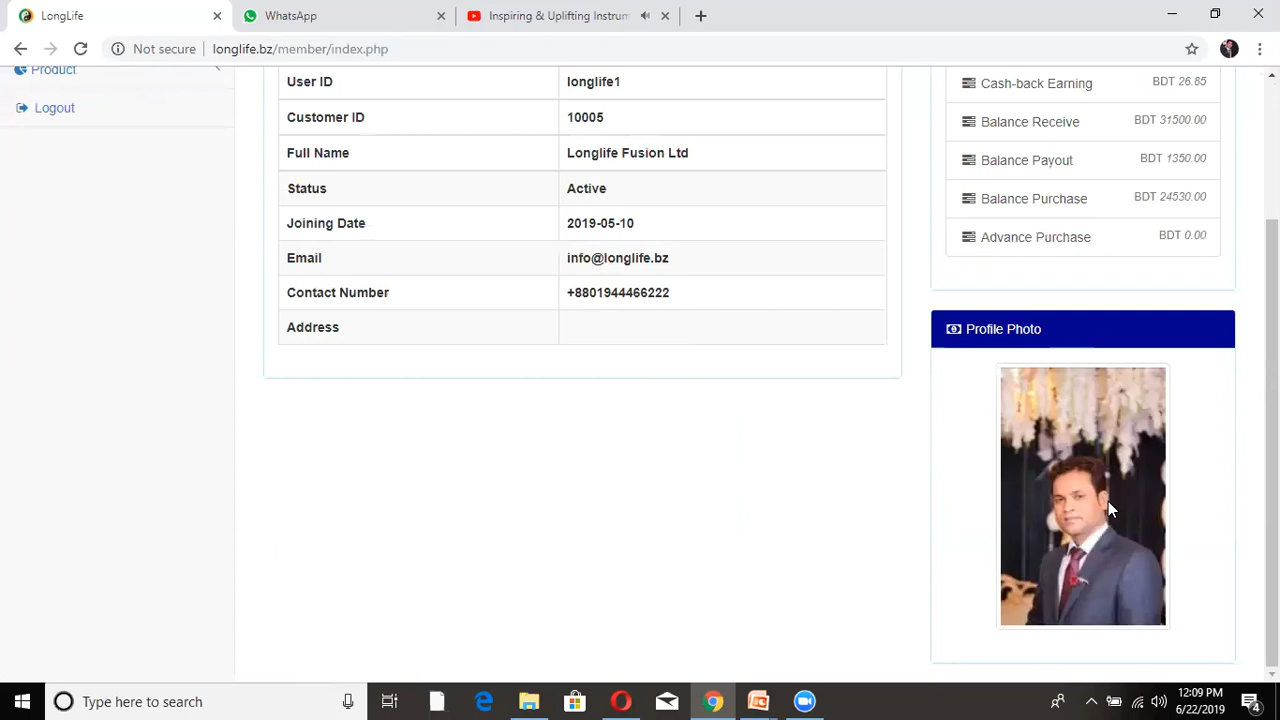 LongLife
WhatsApp
Inspiring & Uplifting Instrum
Not secure
longlife.bz/member/index.php
Product
Logout
User ID longlife1
Customer ID 10005
Full Name Longlife Fusion Ltd
Status Active
Joining Date 2019-05-10
Email info@longlife.bz
Contact Number +8801944466222
Address
Cash-back Earning BDT 26.85
Balance Receive BDT 31500.00
Balance Payout BDT 1350.00
Balance Purchase BDT 24530.00
Advance Purchase BDT 0.00
Profile Photo
Type here to search
12:09 PM
6/22/2019
4